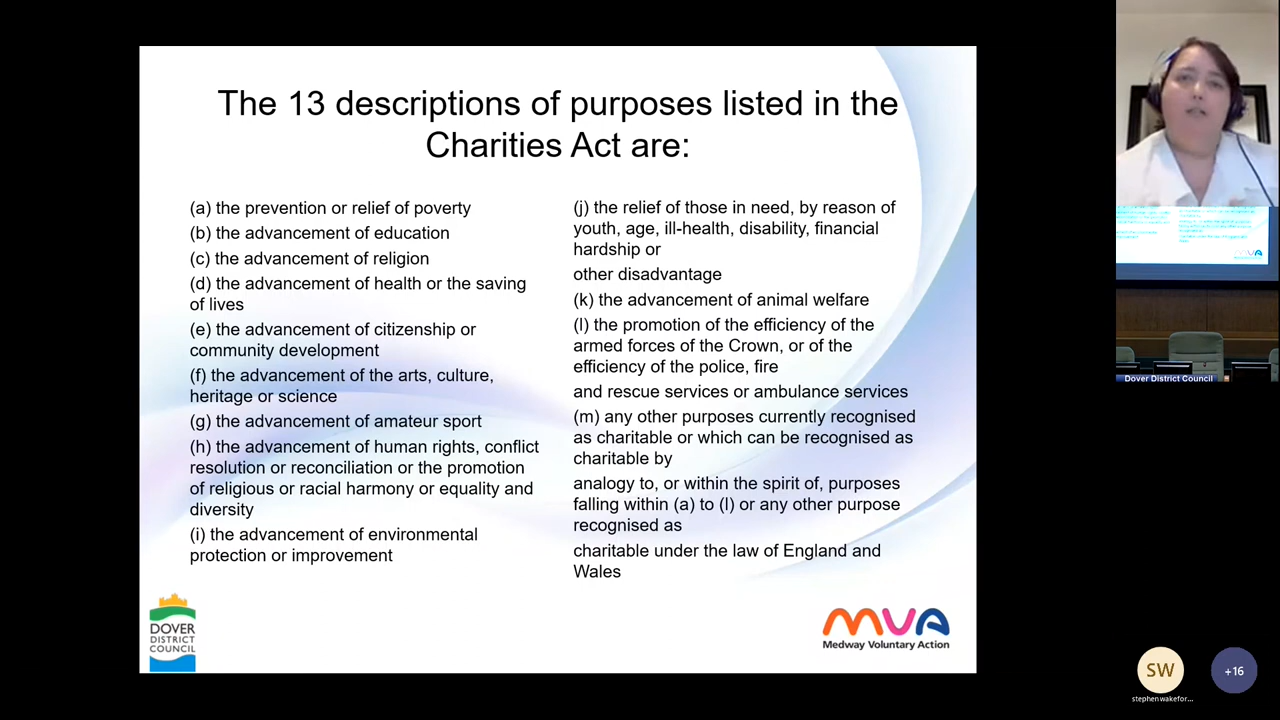 The 13 descriptions of purposes listed in the
Charities Act are:
(a) the prevention or relief of poverty
(b) the advancement of education
(c) the advancement of religion
(d) the advancement of health or the saving
of lives
(e) the advancement of citizenship or
community development
(f) the advancement of the arts, culture,
heritage or science
(g) the advancement of amateur sport
(h) the advancement of human rights, conflict
resolution or reconciliation or the promotion
of religious or racial harmony or equality and
diversity
(i) the advancement of environmental
protection or improvement
(j) the relief of those in need, by reason of
youth, age, ill-health, disability, financial
hardship or
other disadvantage
(k) the advancement of animal welfare
(l) the promotion of the efficiency of the
armed forces of the Crown, or of the
efficiency of the police, fire
and rescue services or ambulance services
(m) any other purposes currently recognised
as charitable or which can be recognised as
charitable by
analogy to, or within the spirit of, purposes
falling within (a) to (l) or any other purpose
recognised as
charitable under the law of England and
Wales
DOVER
DISTRICT
COUNCIL
MVA
Medway Voluntary Action
Dover District Council
SW
stephen wakefor...
+16